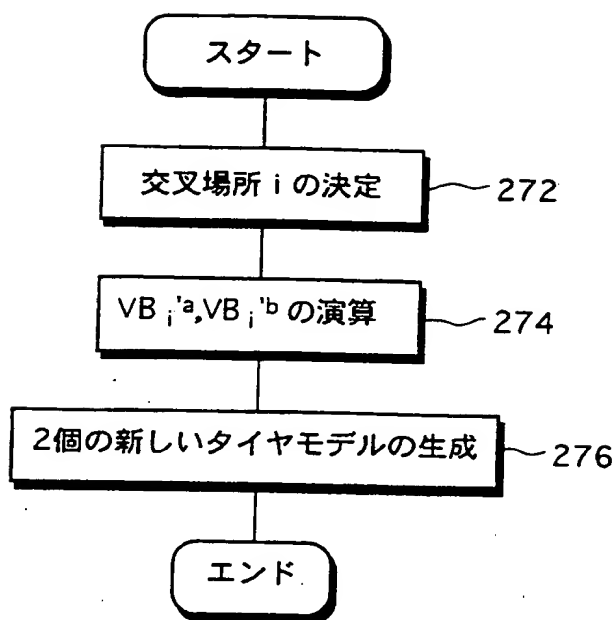 スタート
交叉場所 i の決定
272
VB i'a,VB i'b の演算
274
2個の新しいタイヤモデルの生成
276
エンド